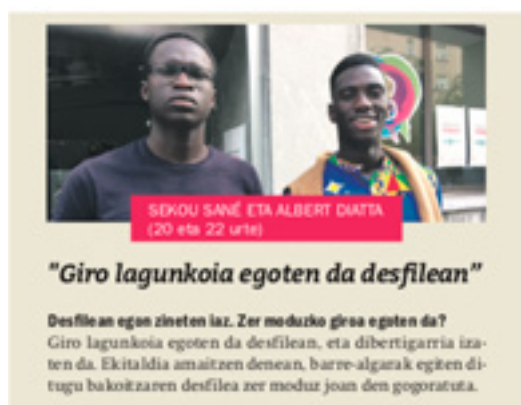 SEKOU SANÉ ETA ALBERT DIATTA
(20 eta 22 urte)
"Giro lagunkoia egoten da desfilean"
Desfilean egon zineten iaz. Zer moduzko giroa egoten da?
Giro lagunkoia egoten da desfilean, eta dibertigarria iza-
ten da. Ekitaldia amaitzen denean, barre-algarak egiten di-
tugu bakoitzaren desfilea zer moduz joan den gogoratuta.